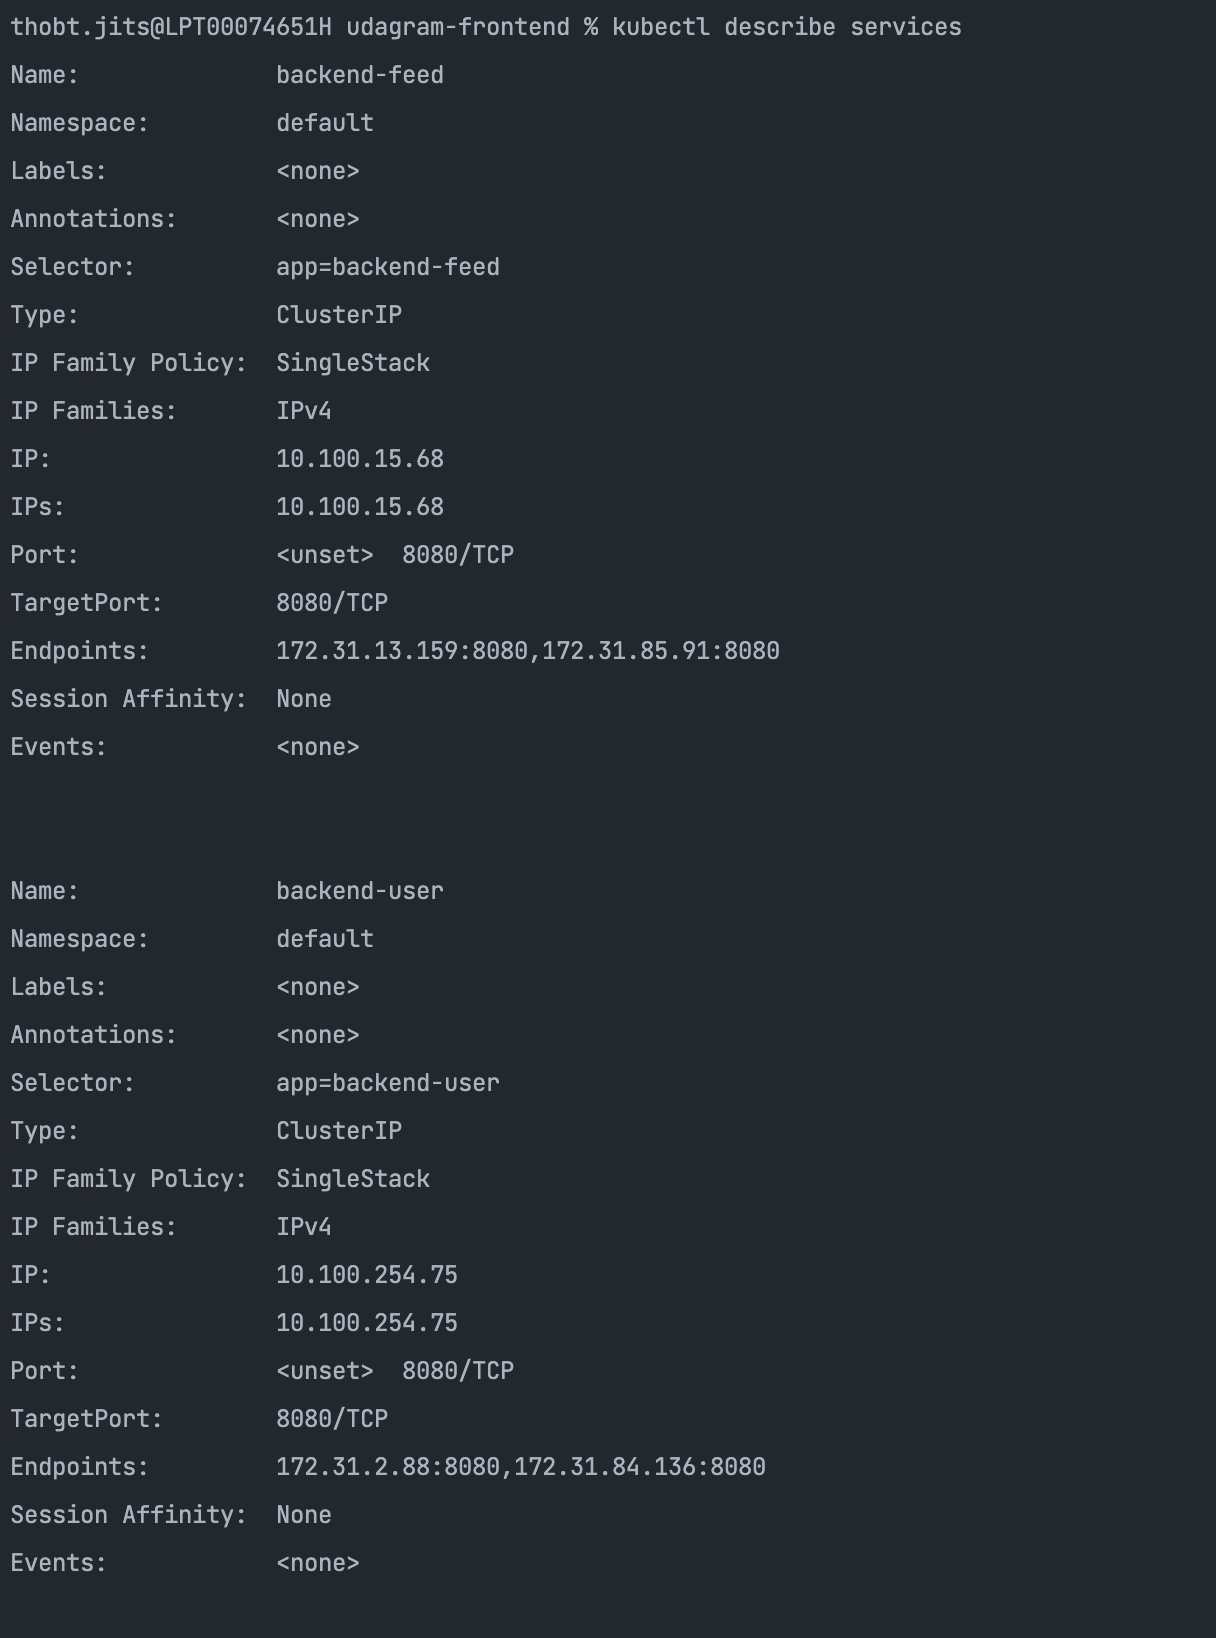 thobt.jits@LPT00074651H udagram-frontend % kubectl describe services
Name:              backend-feed
Namespace:         default
Labels:            <none>
Annotations:       <none>
Selector:          app=backend-feed
Type:              ClusterIP
IP Family Policy:  SingleStack
IP Families:       IPv4
IP:                10.100.15.68
IPs:               10.100.15.68
Port:              <unset>  8080/TCP
TargetPort:        8080/TCP
Endpoints:         172.31.13.159:8080,172.31.85.91:8080
Session Affinity:  None
Events:            <none>
Name:              backend-user
Namespace:         default
Labels:            <none>
Annotations:       <none>
Selector:          app=backend-user
Type:              ClusterIP
IP Family Policy:  SingleStack
IP Families:       IPv4
IP:                10.100.254.75
IPs:               10.100.254.75
Port:              <unset>  8080/TCP
TargetPort:        8080/TCP
Endpoints:         172.31.2.88:8080,172.31.84.136:8080
Session Affinity:  None
Events:            <none>